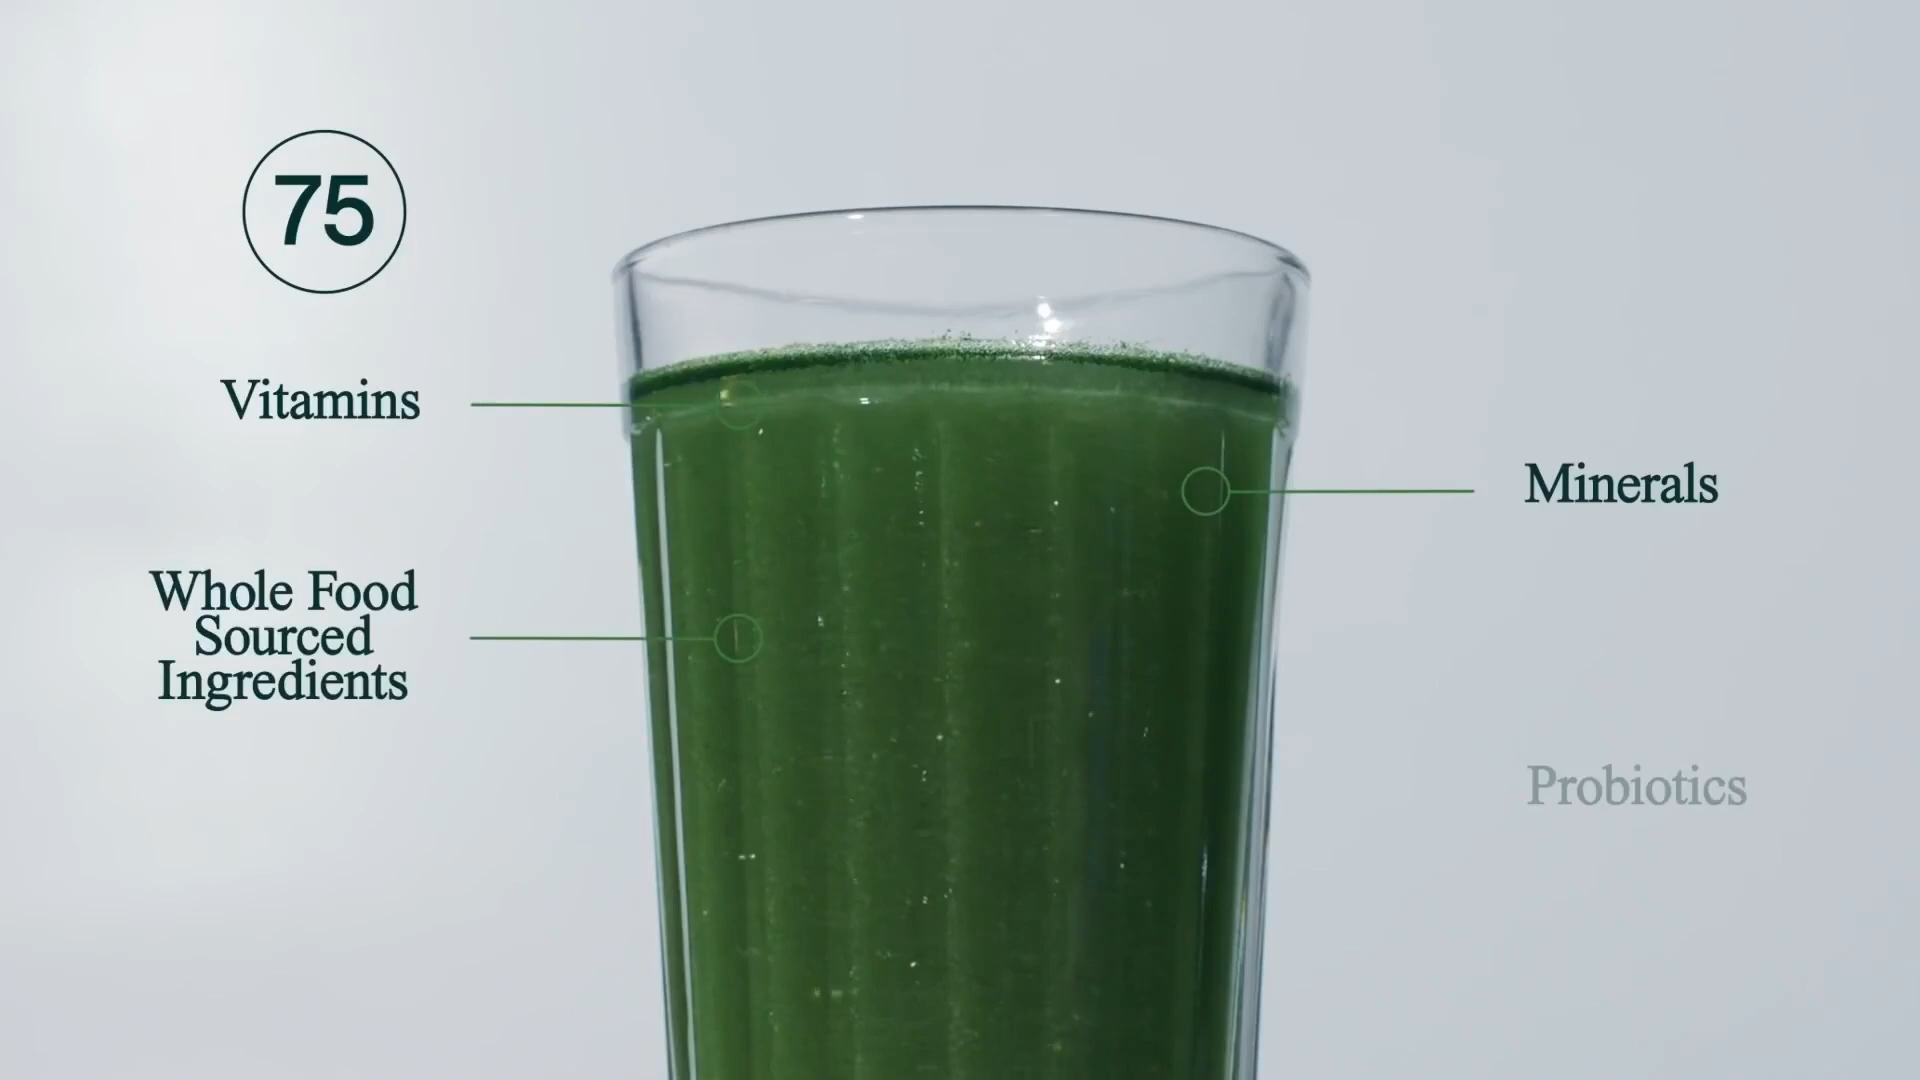 75
Vitamins
Minerals
Whole Food
Sourced
Ingredients
Probiotics